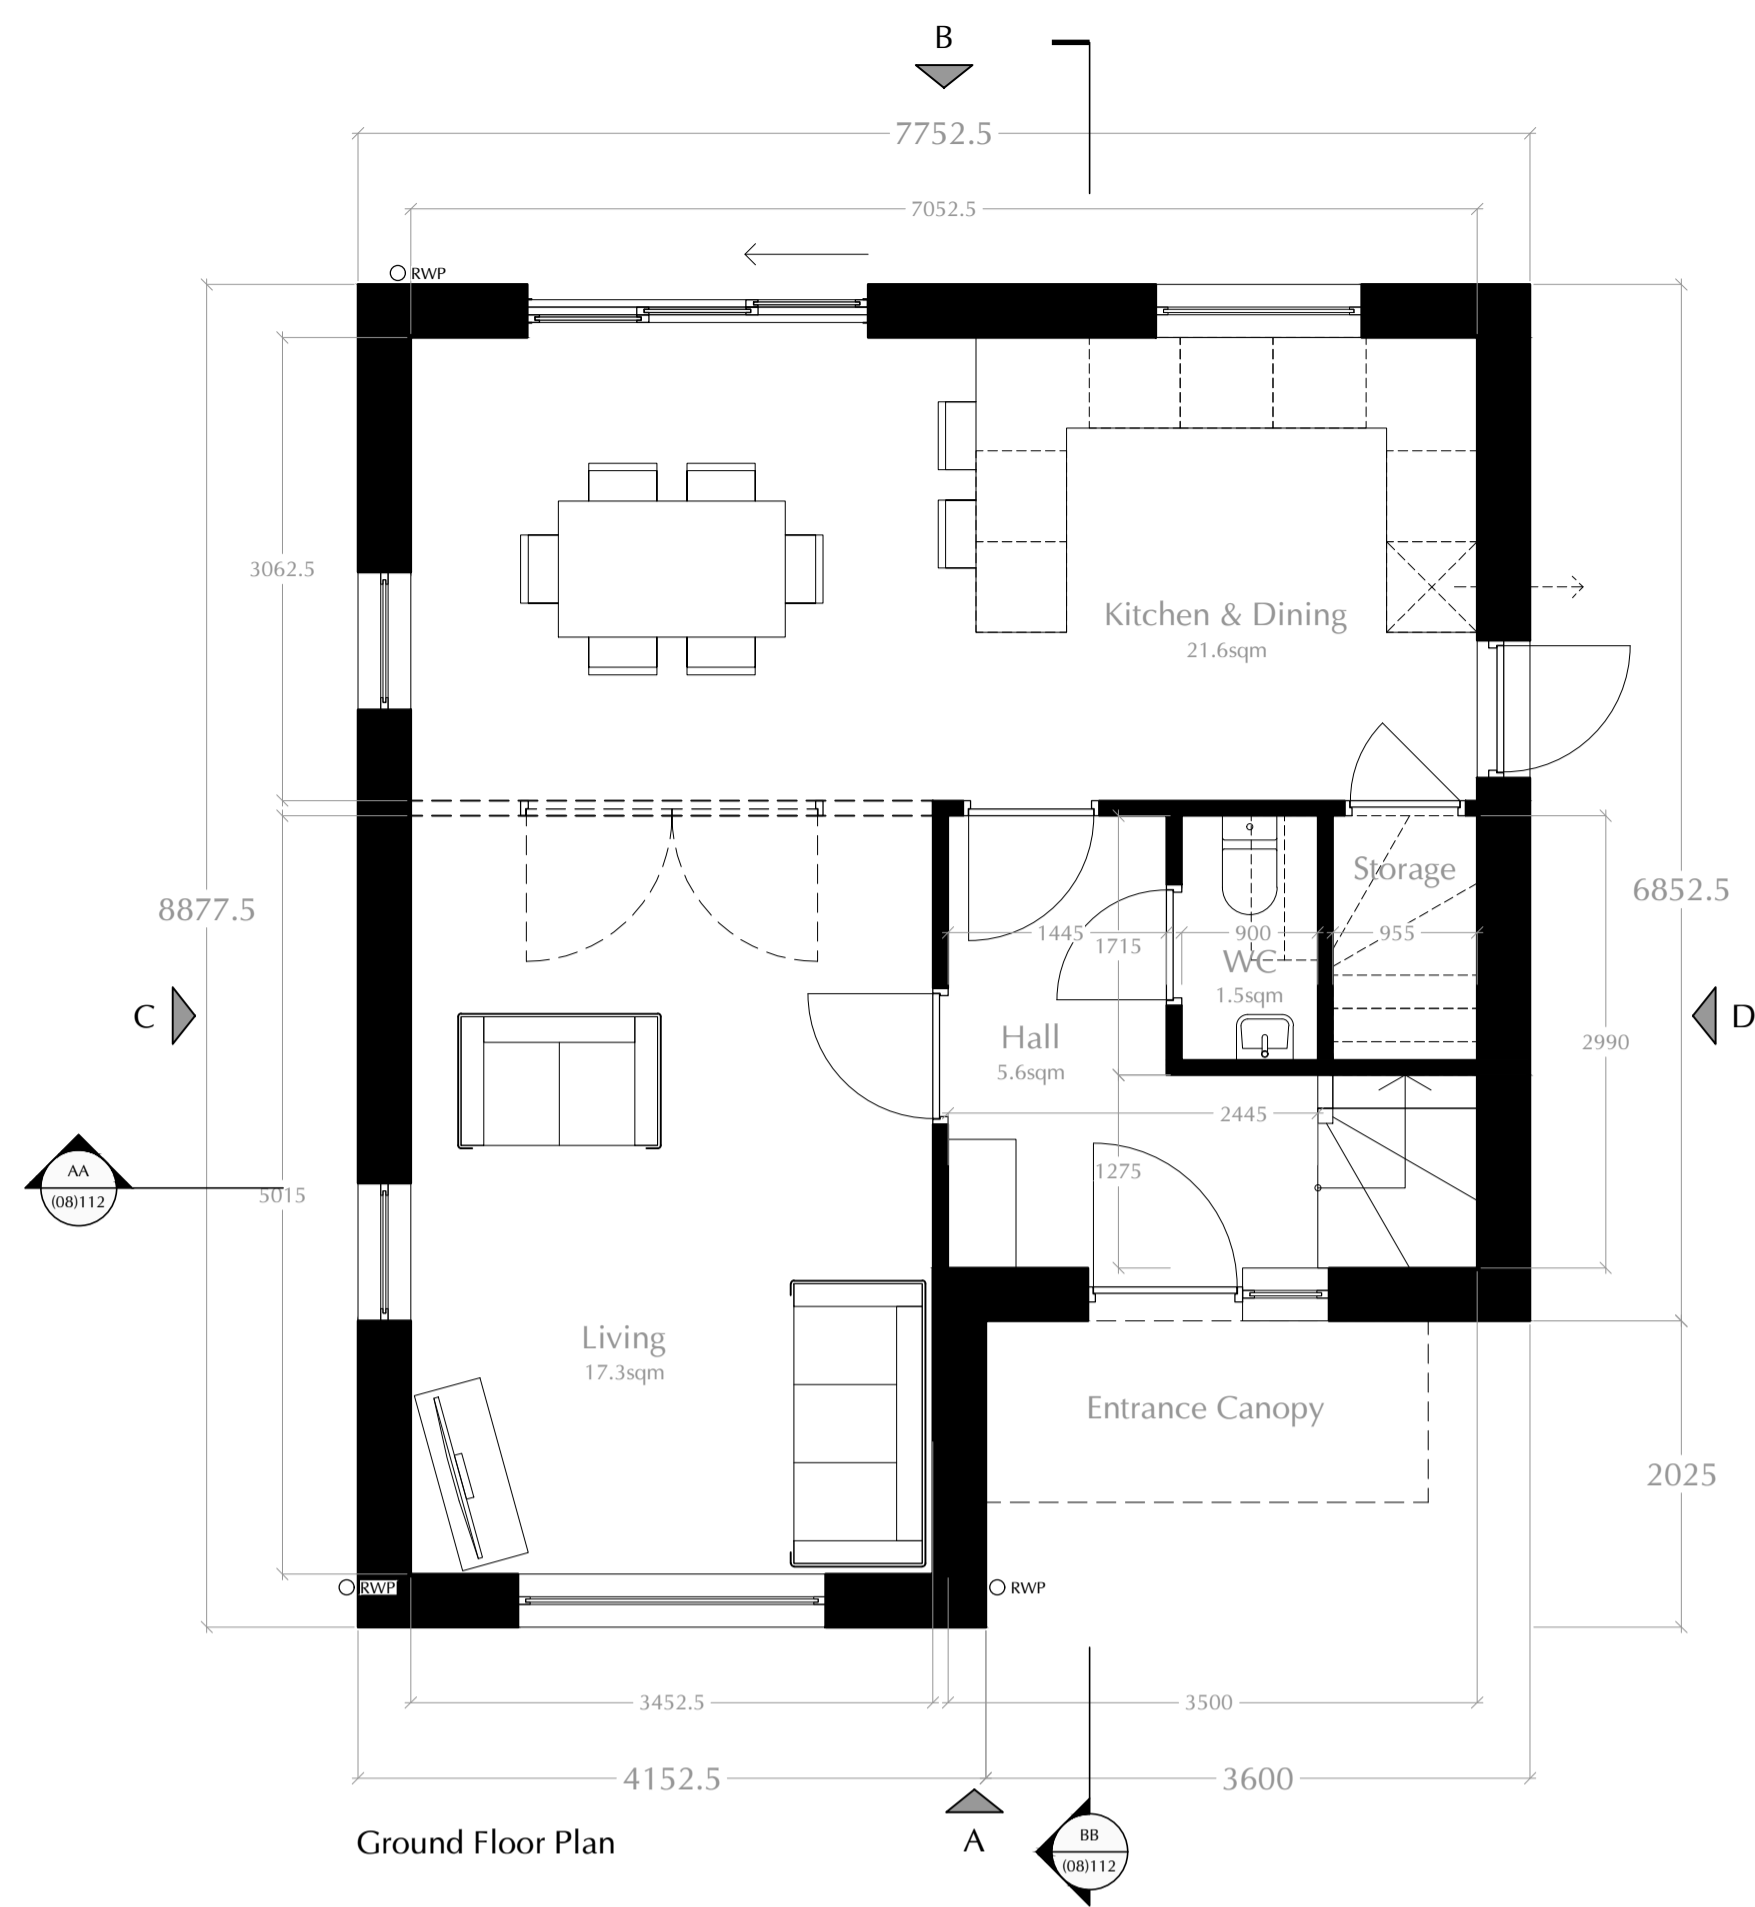 B
7752.5
7052.5
RWP
3062.5
Kitchen & Dining
21.6sqm
Storage
8877.5
6852.5
1445
1715
900
955
WC
1.5sqm
C
D
Hall
5.6sqm
2990
2445
AA
(08)112
5015
1275
Living
17.3sqm
Entrance Canopy
2025
RWP
RWP
3452.5
3500
4152.5
3600
Ground Floor Plan
A
BB
(08)112